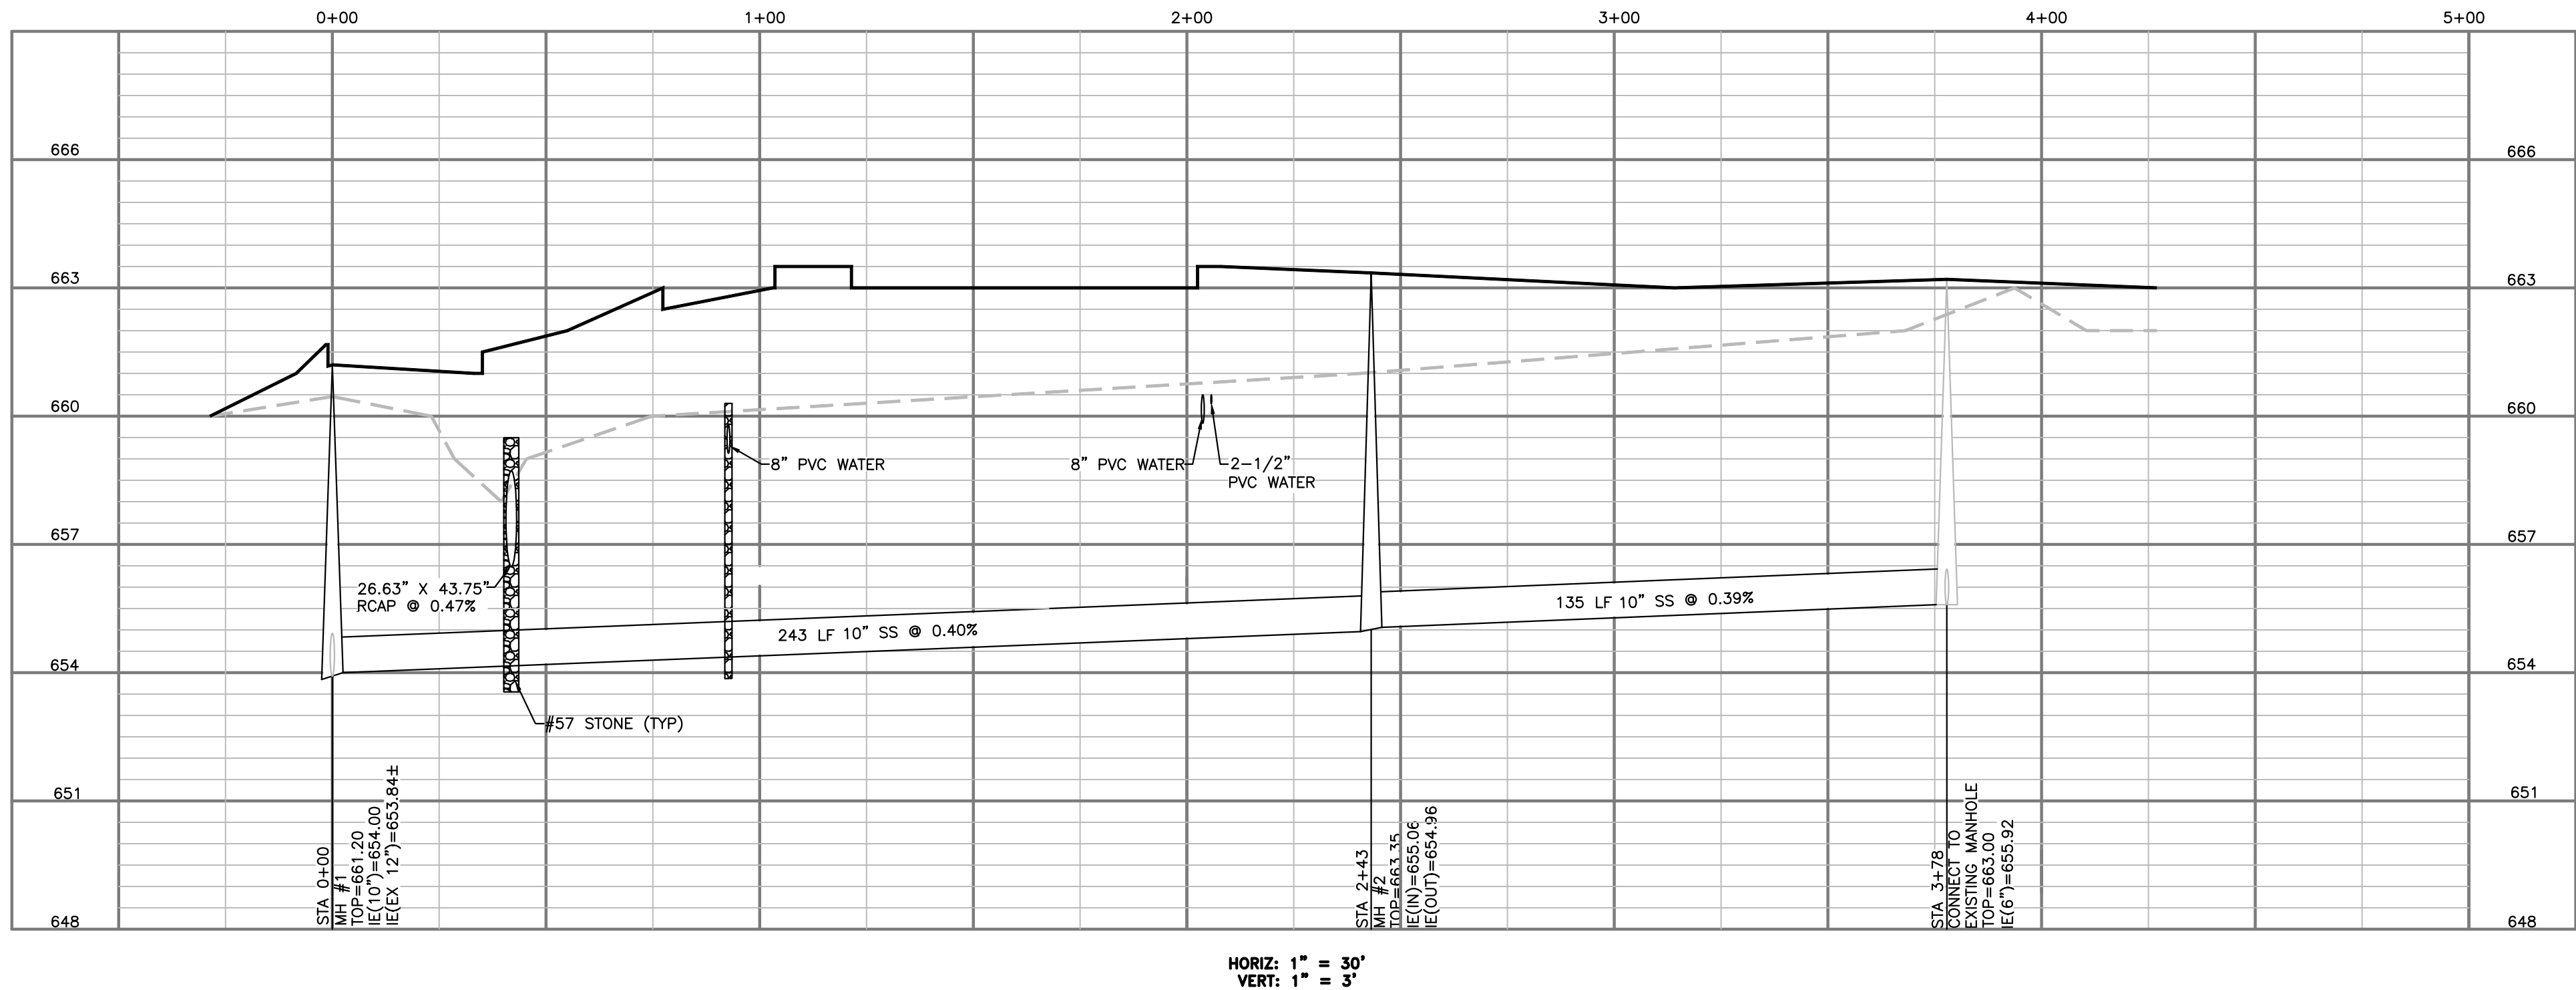 0+00 1+00 2+00 3+00 4+00 5+00
666 666
663 663
660 660
8” PVC WATER
8” PVC WATER
2-1/2”
PVC WATER
657 657
26.63” X 43.75”
RCAP @ 0.47%
135 LF 10” SS @ 0.39%
243 LF 10” SS @ 0.40%
654 654
#57 STONE (TYP)
651 651
STA 0+00
MH #1
TOP=661.20
IE(10”)=654.00
IE(EX 12”)=653.84±
STA 2+43
MH #2
TOP=663.35
IE(IN)=655.06
IE(OUT)=654.96
STA 3+78
CONNECT TO
EXISTING MANHOLE
TOP=663.00
IE(6”)=655.92
648 648
HORIZ: 1” = 30’
VERT: 1” = 3’